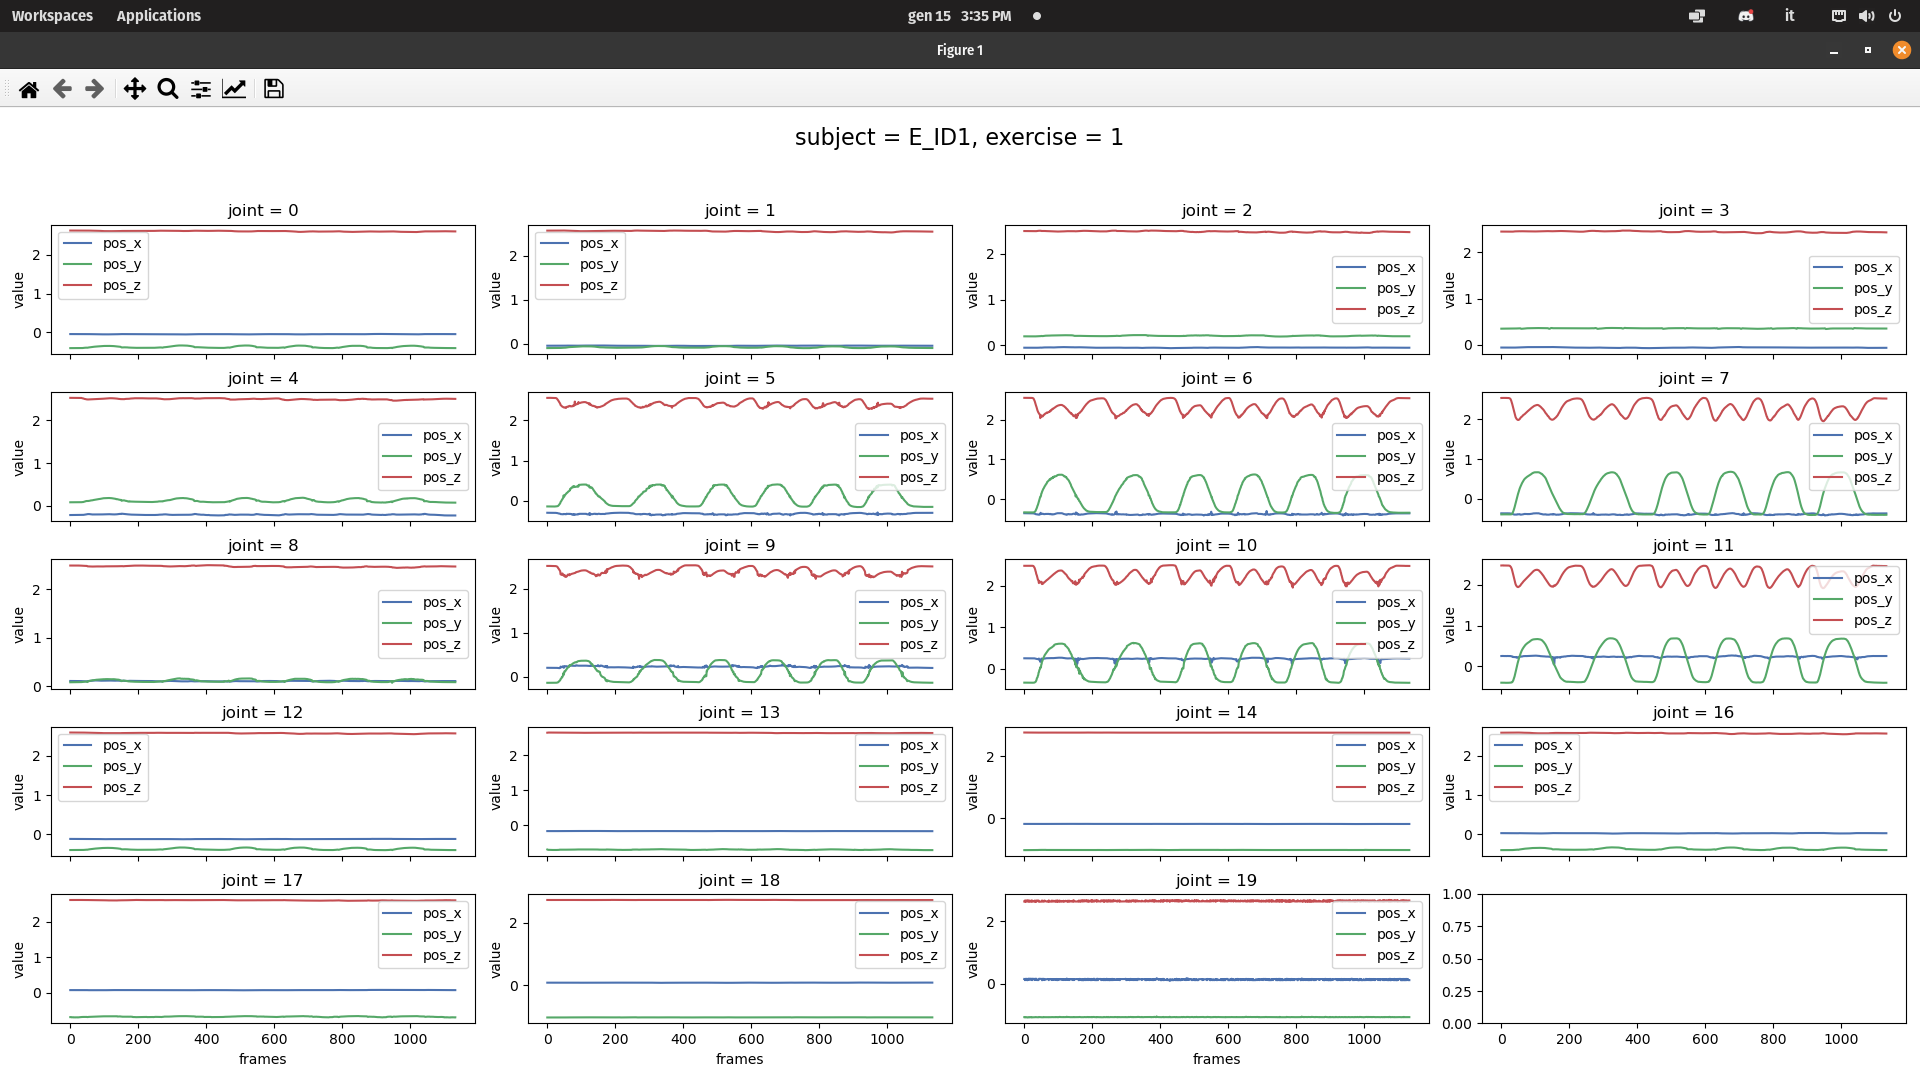 Workspaces Applications gen 15 3:35 PM it
Figure 1
subject = E_ID1, exercise = 1
joint = 0 joint = 1 joint = 2 joint = 3
value 2 1 0 pos_x pos_y pos_z
value 2 1 0 pos_x pos_y pos_z
value 2 1 0 pos_x pos_y pos_z
value 2 1 0 pos_x pos_y pos_z
joint = 4 joint = 5 joint = 6 joint = 7
value 2 1 0 pos_x pos_y pos_z
value 2 1 0 pos_x pos_y pos_z
value 2 1 0 pos_x pos_y pos_z
value 2 1 0 pos_x pos_y pos_z
joint = 8 joint = 9 joint = 10 joint = 11
value 2 1 0 pos_x pos_y pos_z
value 2 1 0 pos_x pos_y pos_z
value 2 1 0 pos_x pos_y pos_z
value 2 1 0 pos_x pos_y pos_z
joint = 12 joint = 13 joint = 14 joint = 16
value 2 1 0 pos_x pos_y pos_z
value 2 1 0 pos_x pos_y pos_z
value 2 0 pos_x pos_y pos_z
value 2 1 0 pos_x pos_y pos_z
joint = 17 joint = 18 joint = 19
value 2 1 0 pos_x pos_y pos_z
value 2 0 pos_x pos_y pos_z
value 2 0 pos_x pos_y pos_z
1.00 0.75 0.50 0.25 0.00
0 200 400 600 800 1000 0 200 400 600 800 1000 0 200 400 600 800 1000 0 200 400 600 800 1000
frames frames frames